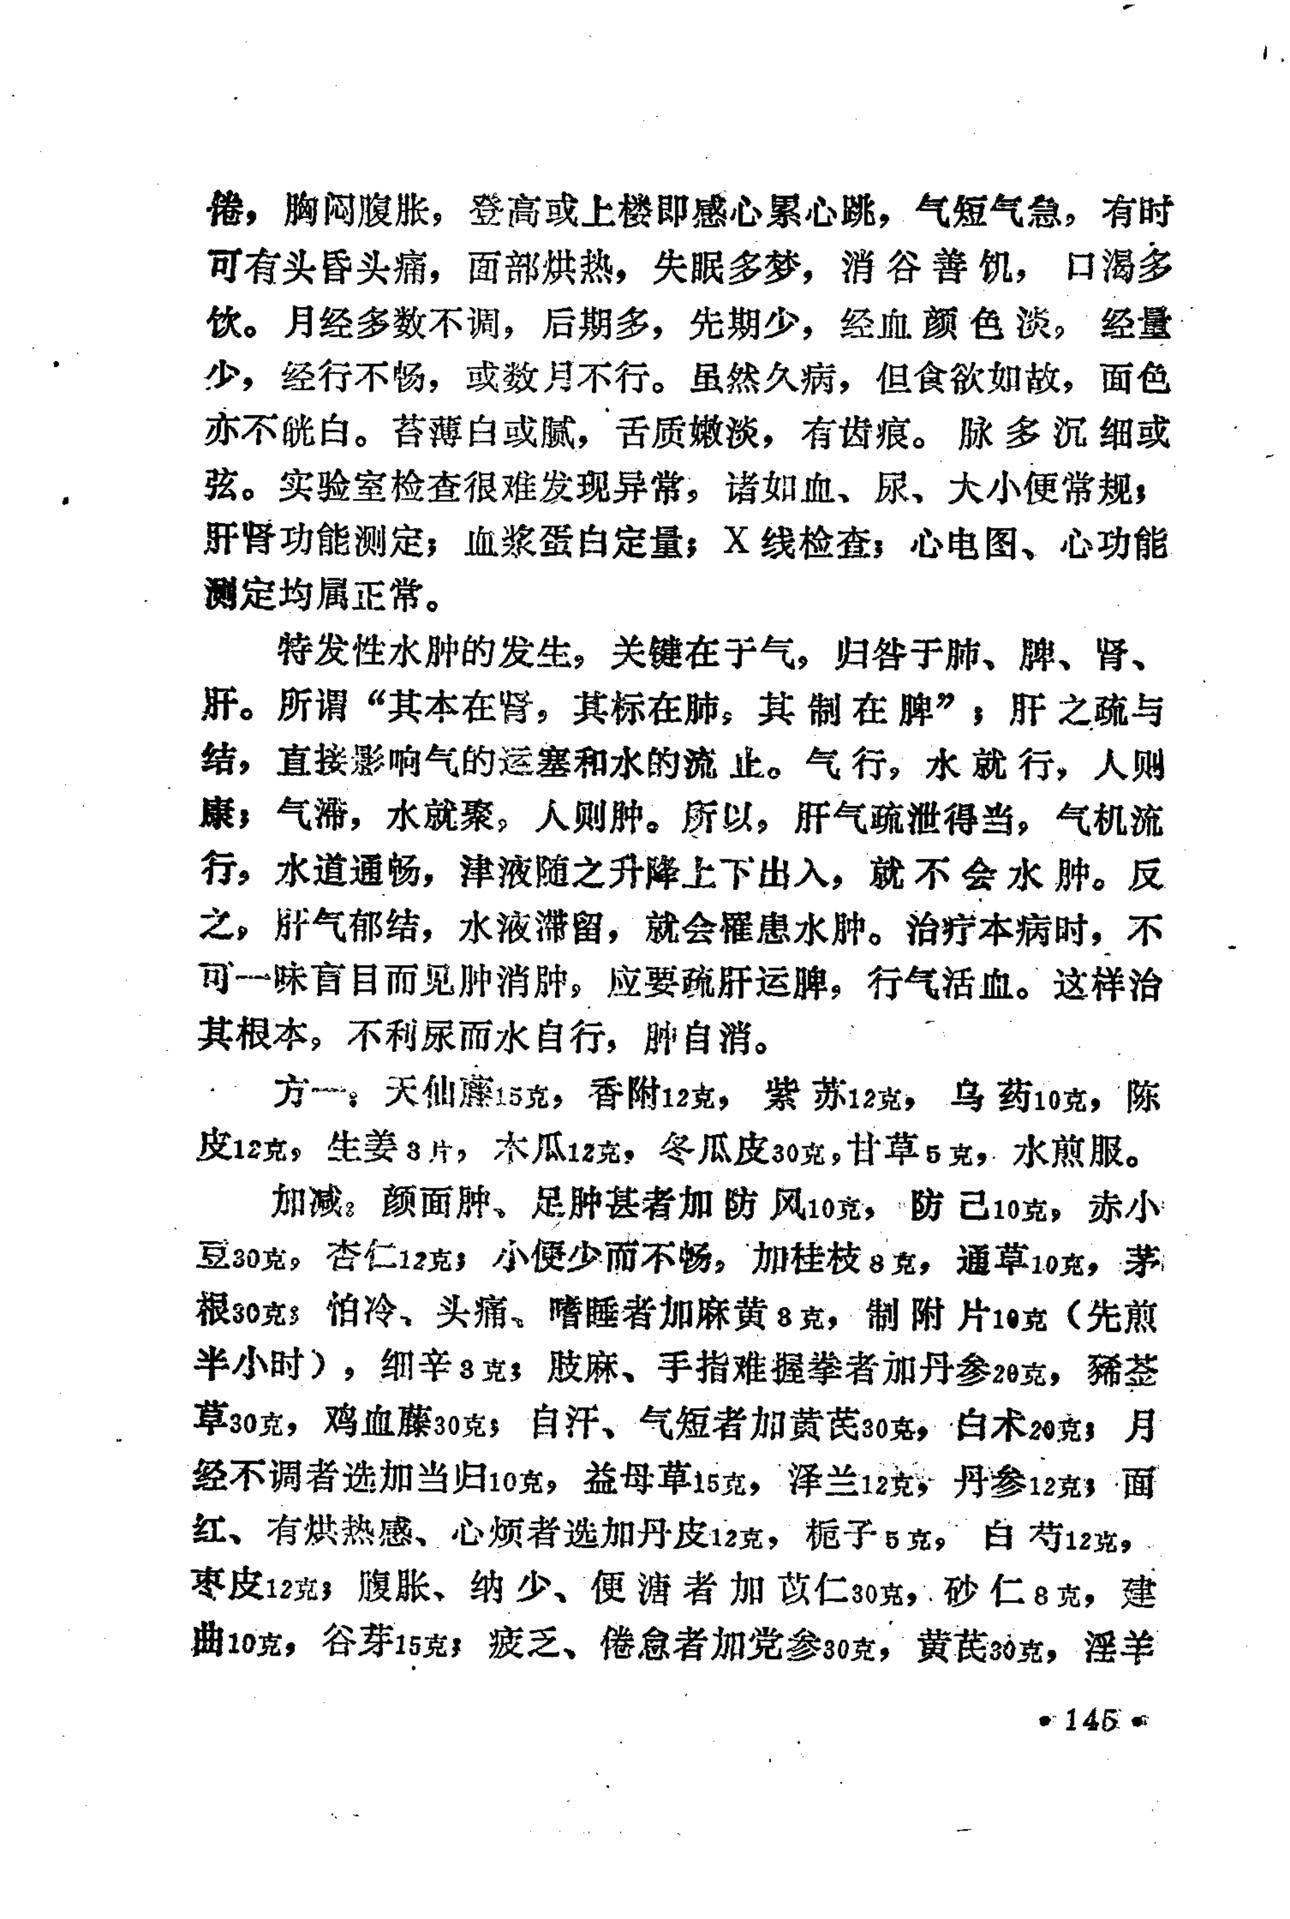 倦，胸闷腹胀，登高或上楼即感心累心跳，气短气急，有时
可有头昏头痛，面部烘热，失眠多梦，消谷善饥，口渴多
饮。月经多数不调，后期多，先期少，经血颜色淡，经量
少，经行不畅，或数月不行。虽然久病，但食欲如故，面色
亦不㿠白。苔薄白或腻，舌质嫩淡，有齿痕。脉多沉细或
弦。实验室检查很难发现异常，诸如血、尿、大小便常规；
肝肾功能测定；血浆蛋白定量；X线检查；心电图、心功能
测定均属正常。
特发性水肿的发生，关键在于气，归咎于肺、脾、肾、
肝。所谓“其本在肾，其标在肺，其制在脾”；肝之疏与
结，直接影响气的运塞和水的流止。气行，水就行，人则
康；气滞，水就聚，人则肿。所以，肝气疏泄得当，气机流
行，水道通畅，津液随之升降上下出入，就不会水肿。反
之，肝气郁结，水液滞留，就会罹患水肿。治疗本病时，不
可一味盲目而见肿消肿，应要疏肝运脾，行气活血。这样治
其根本，不利尿而水自行，肿自消。
方一：天仙藤15克，香附12克，紫苏12克，乌药10克，陈
皮12克，生姜3片，木瓜12克，冬瓜皮30克，甘草5克，水煎服。
加减：颜面肿、足肿甚者加防风10克，防己10克，赤小
豆30克，杏仁12克；小便少而不畅，加桂枝8克，通草10克，茅
根30克；怕冷、头痛、嗜睡者加麻黄8克，制附片10克（先煎
半小时），细辛3克；肢麻、手指难握拳者加丹参20克，豨莶
草30克，鸡血藤30克；自汗、气短者加黄芪30克，白术20克；月
经不调者选加当归10克，益母草15克，泽兰12克，丹参12克；面
红、有烘热感、心烦者选加丹皮12克，栀子5克，白芍12克，
枣皮12克；腹胀、纳少、便溏者加苡仁30克，砂仁8克，建
曲10克，谷芽15克；疲乏、倦怠者加党参30克，黄芪30克，淫羊
•145•